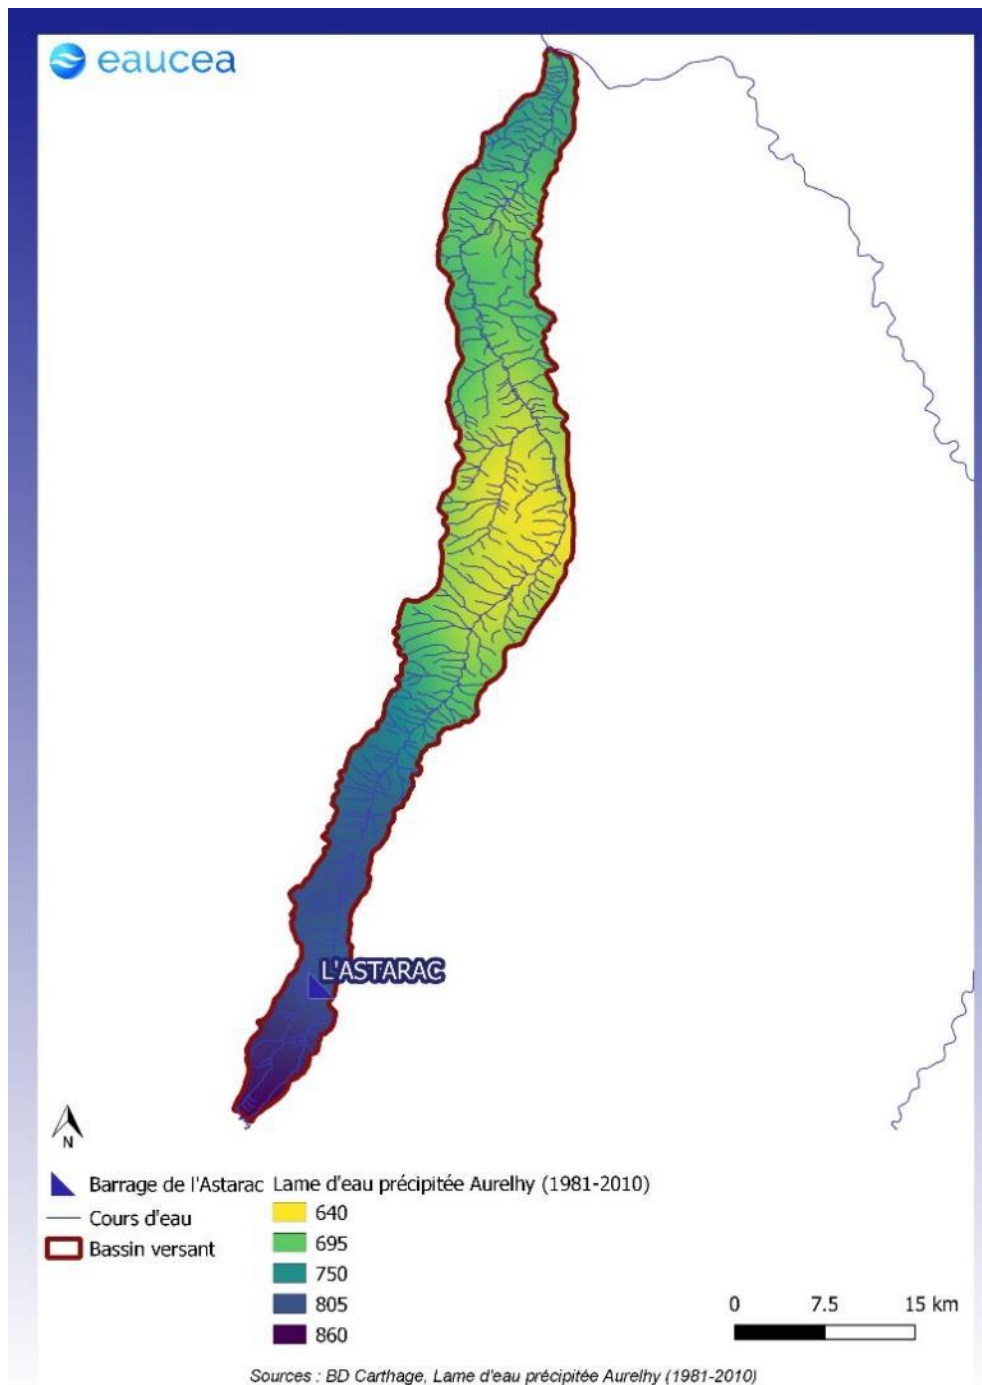 eaucea
L'ASTARAC
N
Barrage de l'Astarac
Cours d'eau
Bassin versant
Lame d'eau précipitée Aurelhy (1981-2010)
640
695
750
805
860
0 7.5 15 km
Sources : BD Carthage, Lame d'eau précipitée Aurelhy (1981-2010)